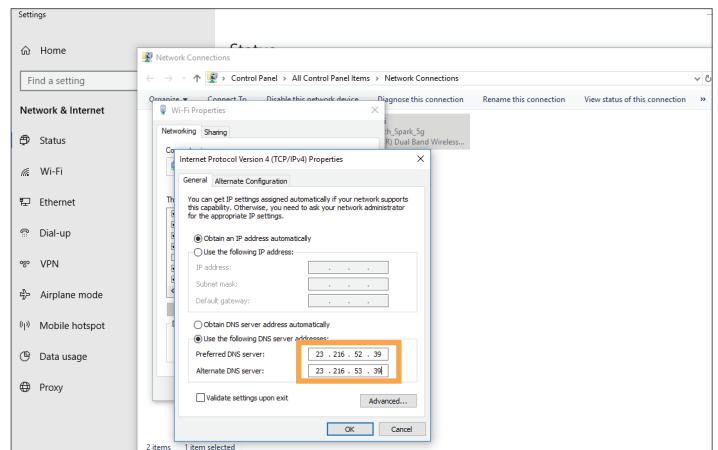 Settings
Home
Find a setting
Network & Internet
Status
Wi-Fi
Ethernet
Dial-up
VPN
Airplane mode
Mobile hotspot
Data usage
Proxy
Network Connections
Control Panel > All Control Panel Items > Network Connections
Organize Connect To Disable this network device Diagnose this connection Rename this connection View status of this connection »
Wi-Fi Properties
Networking Sharing
Spark_5g
Dual Band Wireless...
Internet Protocol Version 4 (TCP/IPv4) Properties
General Alternate Configuration
You can get IP settings assigned automatically if your network supports
this capability. Otherwise, you need to ask your network administrator
for the appropriate IP settings.
Obtain an IP address automatically
Use the following IP address:
IP address:
Subnet mask:
Default gateway:
Obtain DNS server address automatically
Use the following DNS server addresses:
Preferred DNS server: 23 . 216 . 52 . 39
Alternate DNS server: 23 . 216 . 53 . 39
Validate settings upon exit
Advanced...
OK Cancel
2 items 1 item selected